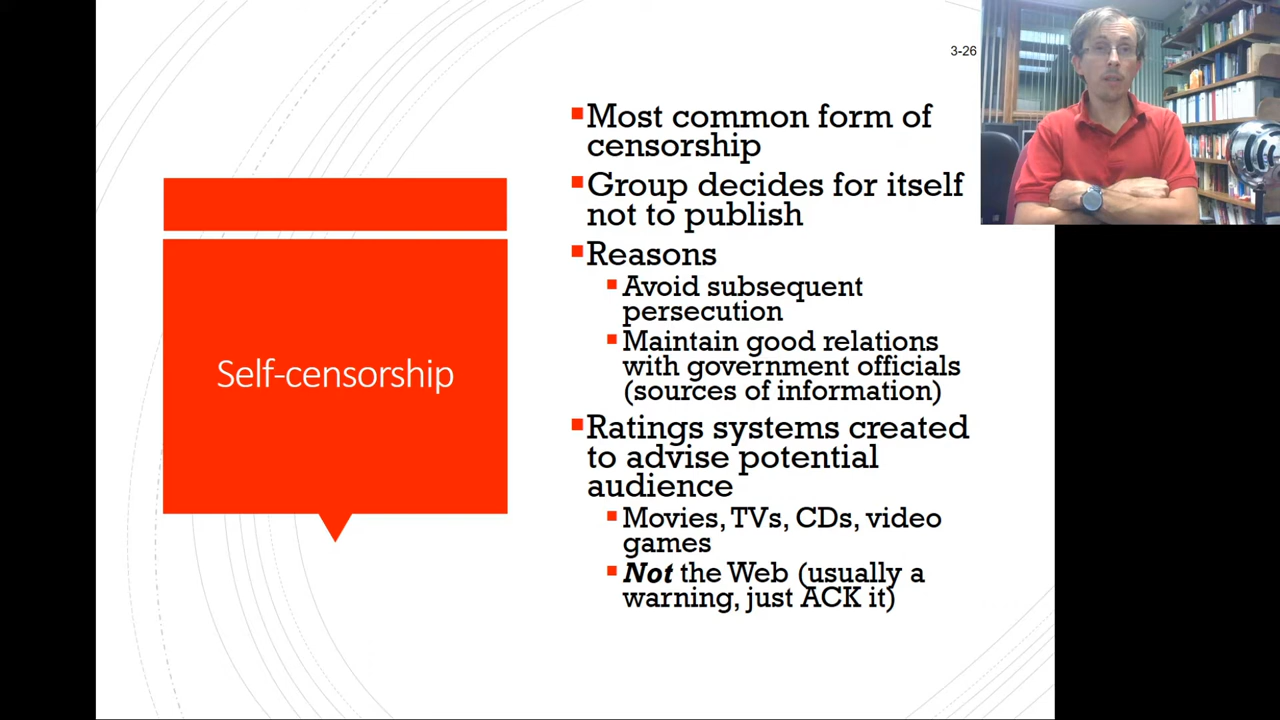 3-26
Self-censorship
Most common form of
censorship
Group decides for itself
not to publish
Reasons
Avoid subsequent
persecution
Maintain good relations
with government officials
(sources of information)
Ratings systems created
to advise potential
audience
Movies, TVs, CDs, video
games
Not the Web (usually a
warning, just ACK it)